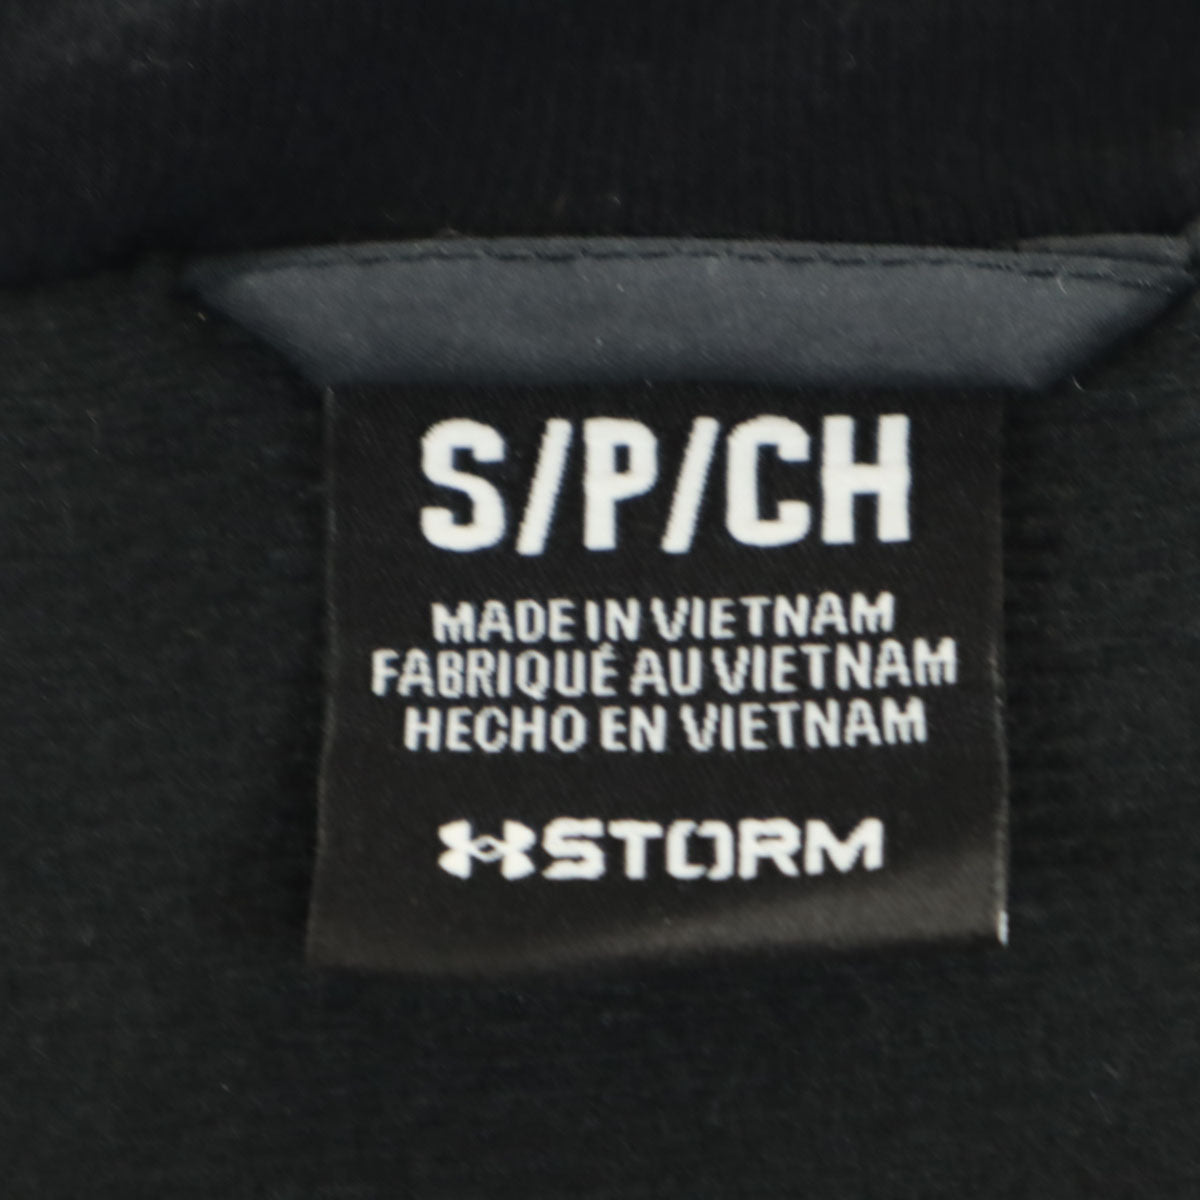 S/P/CH
MADE IN VIETNAM
FABRIQUÉ AU VIETNAM
HECHO EN VIETNAM
STORM